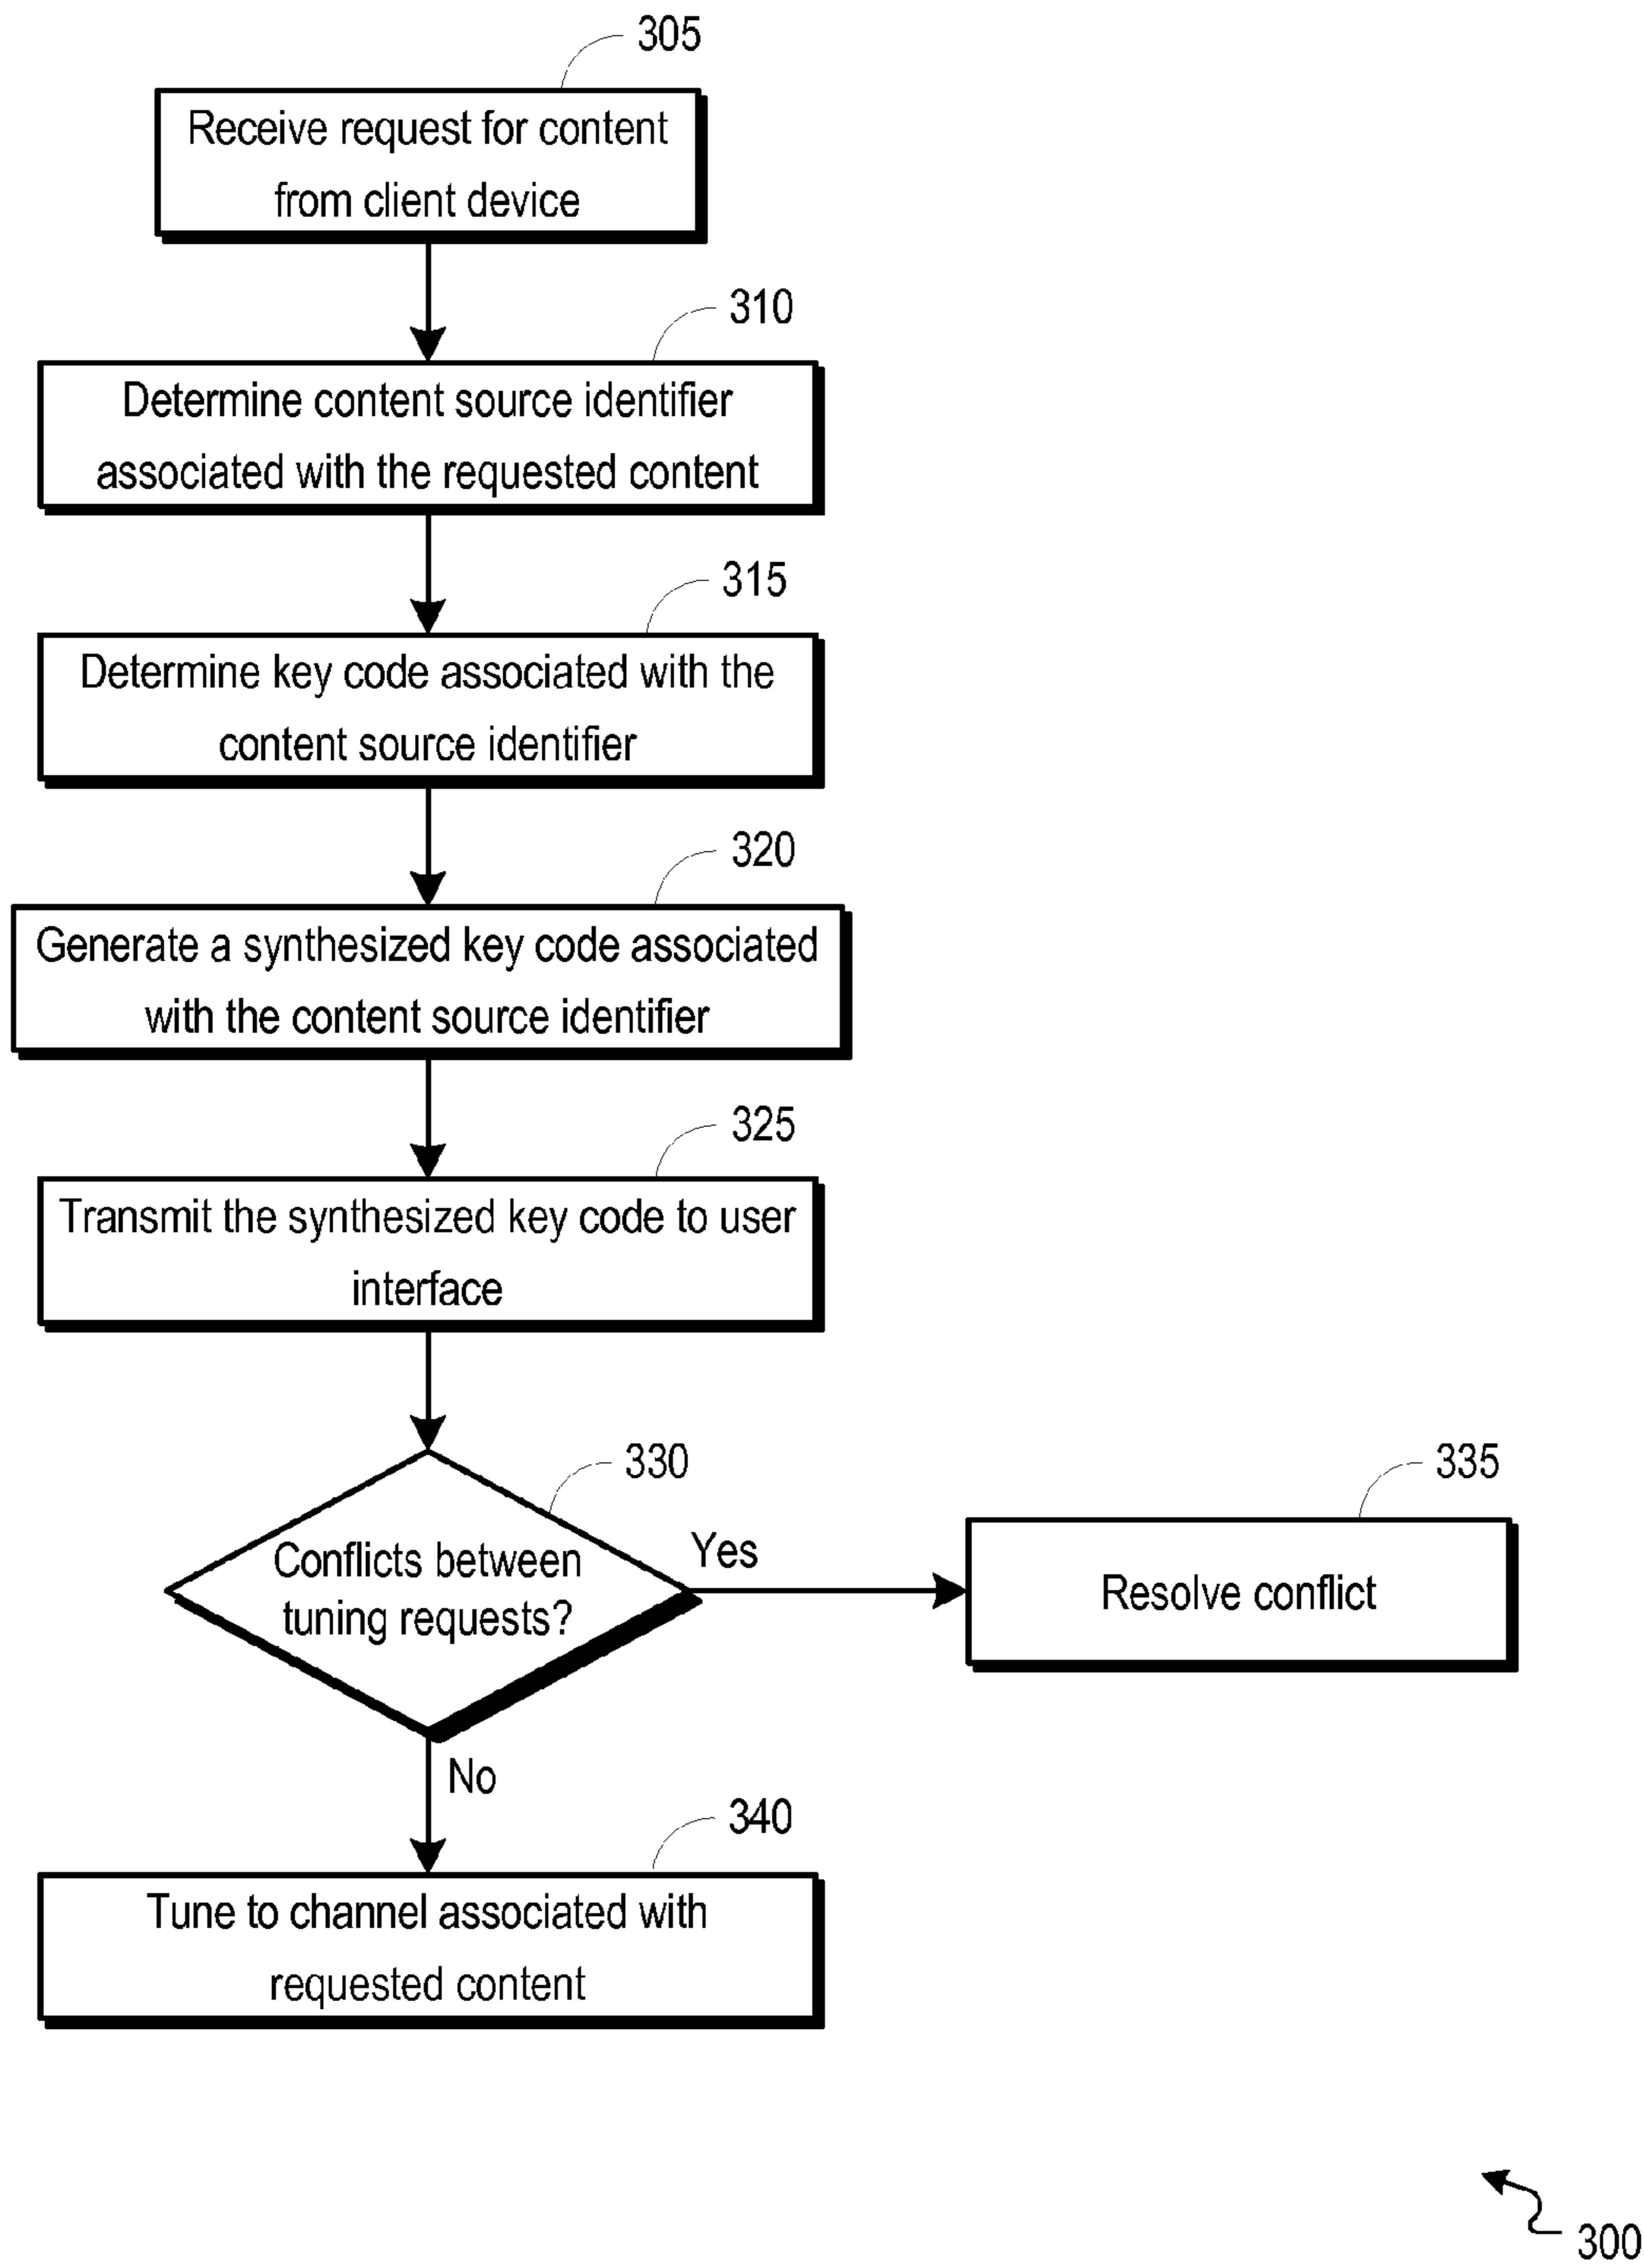 305
Receive request for content
from client device
310
Determine content source identifier
associated with the requested content
315
Determine key code associated with the
content source identifier
320
Generate a synthesized key code associated
with the content source identifier
325
Transmit the synthesized key code to user
interface
330
Conflicts between
tuning requests?
Yes
335
Resolve conflict
No
340
Tune to channel associated with
requested content
300